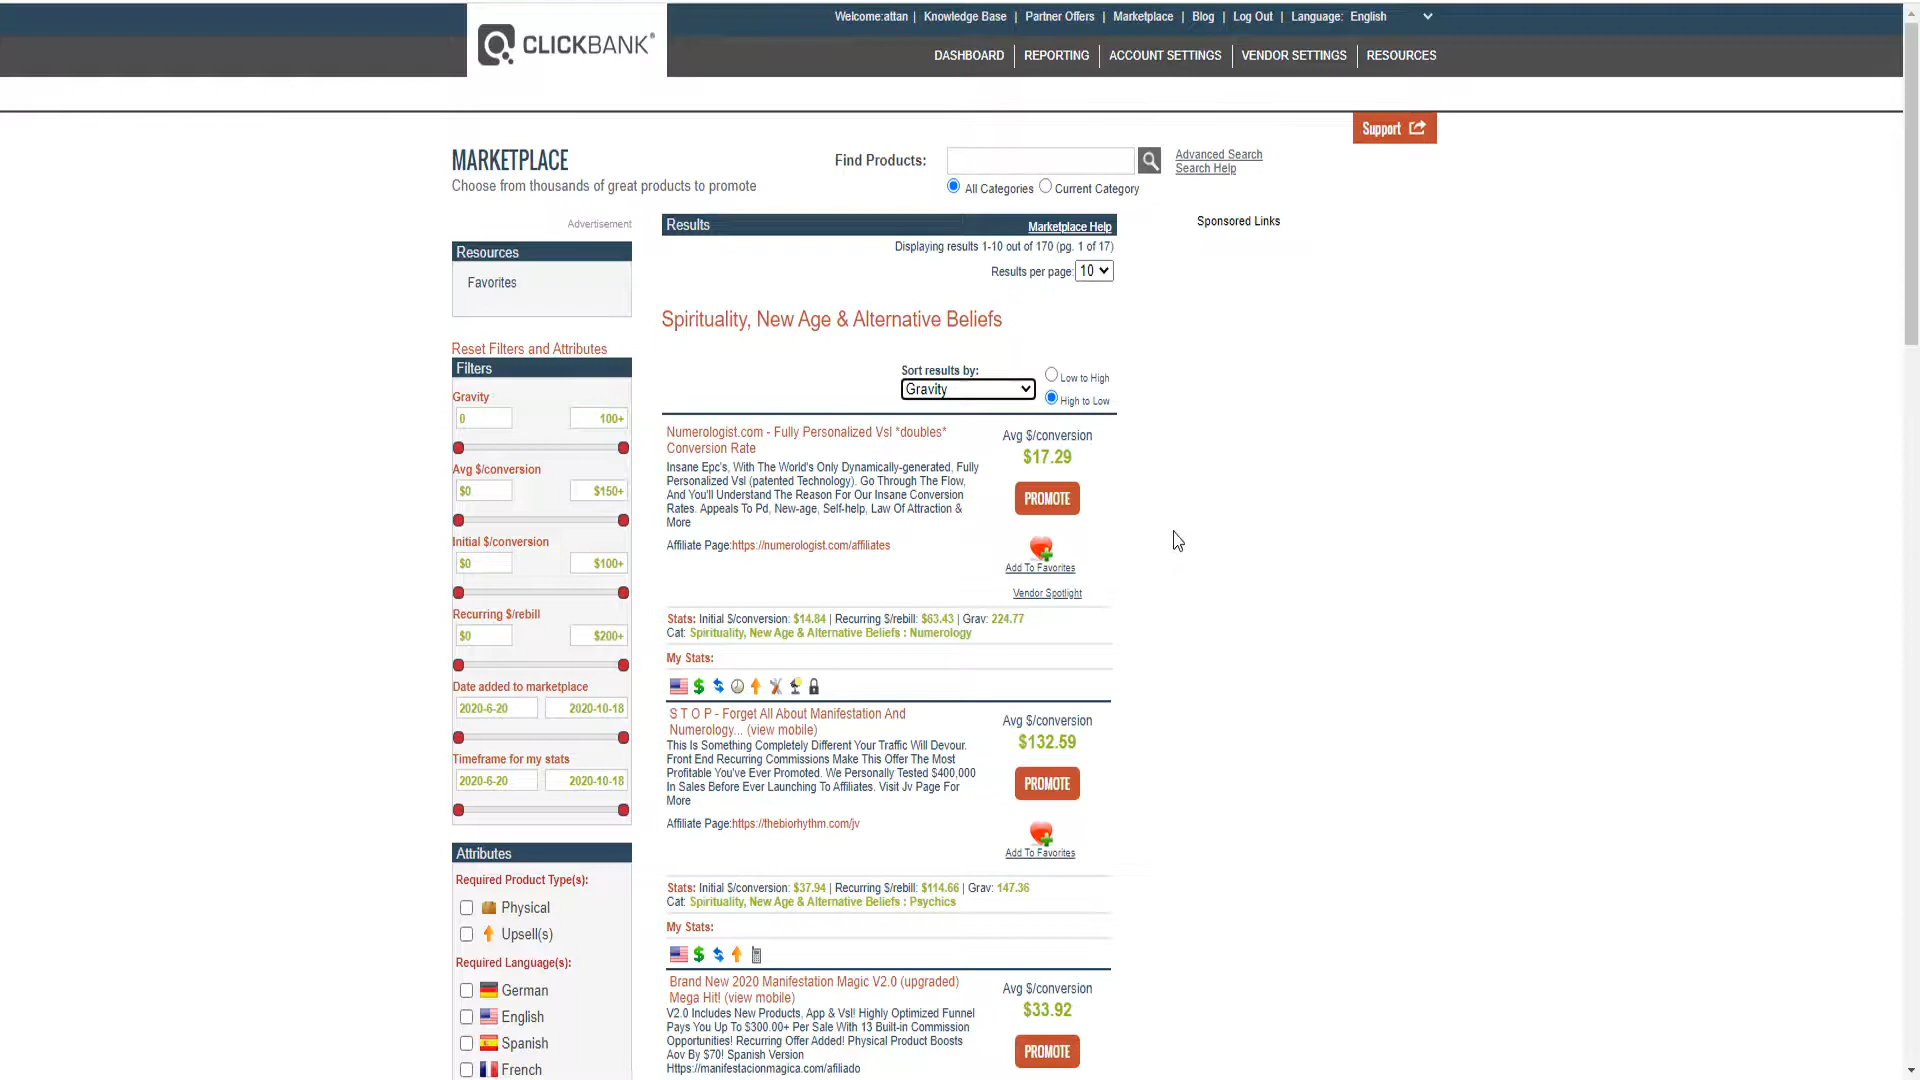 Welcome:attan | Knowledge Base | Partner Offers | Marketplace | Blog | Log Out | Language: English
CLICKBANK®
DASHBOARD | REPORTING | ACCOUNT SETTINGS | VENDOR SETTINGS | RESOURCES
Support
MARKETPLACE
Choose from thousands of great products to promote
Find Products:
Advanced Search
Search Help
All Categories Current Category
Advertisement
Resources
Favorites
Reset Filters and Attributes
Filters
Gravity
0 100+
Avg $/conversion
$0 $150+
Initial $/conversion
$0 $100+
Recurring $/rebill
$0 $200+
Date added to marketplace
2020-6-20 2020-10-18
Timeframe for my stats
2020-6-20 2020-10-18
Attributes
Required Product Type(s):
Physical
Upsell(s)
Required Language(s):
German
English
Spanish
French
Results Marketplace Help
Displaying results 1-10 out of 170 (pg. 1 of 17)
Results per page: 10
Spirituality, New Age & Alternative Beliefs
Sort results by:
Gravity
Low to High
High to Low
Numerologist.com - Fully Personalized Vsl *doubles*
Conversion Rate
Insane Epc's, With The World's Only Dynamically-generated, Fully
Personalized Vsl (patented Technology). Go Through The Flow,
And You'll Understand The Reason For Our Insane Conversion
Rates. Appeals To Pd, New-age, Self-help, Law Of Attraction &
More
Affiliate Page:https://numerologist.com/affiliates
Avg $/conversion
$17.29
PROMOTE
Add To Favorites
Vendor Spotlight
Stats: Initial $/conversion: $14.84 | Recurring $/rebill: $63.43 | Grav: 224.77
Cat: Spirituality, New Age & Alternative Beliefs : Numerology
My Stats:
S T O P - Forget All About Manifestation And
Numerology... (view mobile)
This Is Something Completely Different Your Traffic Will Devour.
Front End Recurring Commissions Make This Offer The Most
Profitable You've Ever Promoted. We Personally Tested $400,000
In Sales Before Ever Launching To Affiliates. Visit Jv Page For
More
Affiliate Page:https://thebiorhythm.com/jv
Avg $/conversion
$132.59
PROMOTE
Add To Favorites
Stats: Initial $/conversion: $37.94 | Recurring $/rebill: $114.66 | Grav: 147.36
Cat: Spirituality, New Age & Alternative Beliefs : Psychics
My Stats:
Brand New 2020 Manifestation Magic V2.0 (upgraded)
Mega Hit! (view mobile)
V2.0 Includes New Products, App & Vsl! Highly Optimized Funnel
Pays You Up To $300.00+ Per Sale With 13 Built-in Commission
Opportunities! Recurring Offer Added! Physical Product Boosts
Aov By $70! Spanish Version
Https://manifestacionmagica.com/afiliado
Avg $/conversion
$33.92
PROMOTE
Sponsored Links